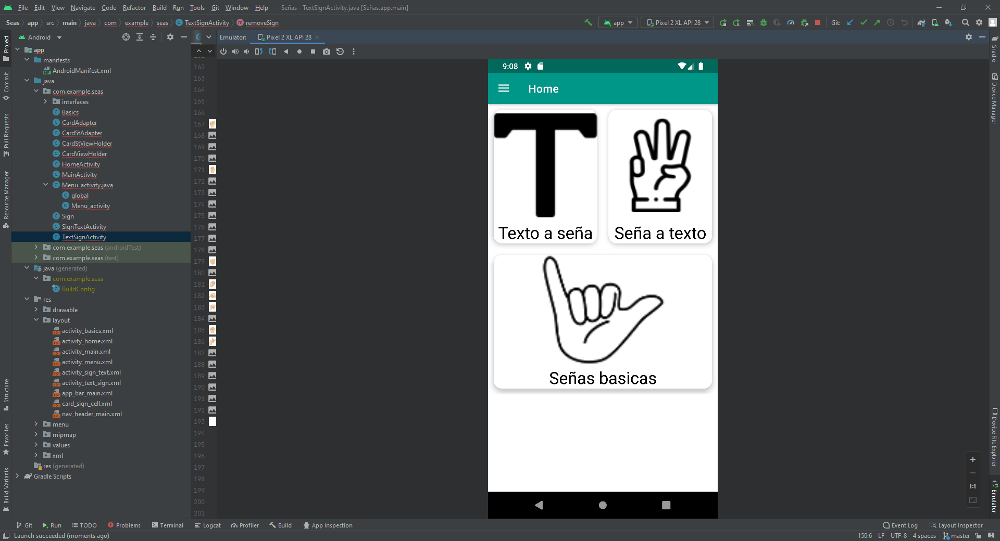 File Edit View Navigate Code Refactor Build Run Tools Git Window Help Señas - TextSignActivity.java [Señas.app.main]
Seas app src main java com example seas TextSignActivity removeSign app Pixel 2 XL API 28 Git:
Android Emulator: Pixel 2 XL API 28
Project
Commit
Pull Requests
Resource Manager
Structure
Favorites
Build Variants
app
manifests
AndroidManifest.xml
java
com.example.seas
interfaces
Basics
CardAdapter
CardStAdapter
CardStViewHolder
CardViewHolder
HomeActivity
MainActivity
Menu_activity.java
global
Menu_activity
Sign
SignTextActivity
TextSignActivity
com.example.seas (androidTest)
com.example.seas (test)
java (generated)
com.example.seas
BuildConfig
res
drawable
layout
activity_basics.xml
activity_home.xml
activity_main.xml
activity_menu.xml
activity_sign_text.xml
activity_text_sign.xml
app_bar_main.xml
card_sign_cell.xml
nav_header_main.xml
menu
mipmap
values
xml
res (generated)
Gradle Scripts
162
163
164
165
166
167
168
169
170
171
172
173
174
175
176
177
178
179
180
181
182
183
184
185
186
187
188
189
190
191
192
193
194
195
196
197
198
199
200
201
9:08
Home
Texto a seña
Seña a texto
Señas basicas
Gradle
Device Manager
Device File Explorer
Emulator
1:1
Git Run TODO Problems Terminal Logcat Profiler Build App Inspection Event Log Layout Inspector
Launch succeeded (moments ago) 150:6 LF UTF-8 4 spaces master